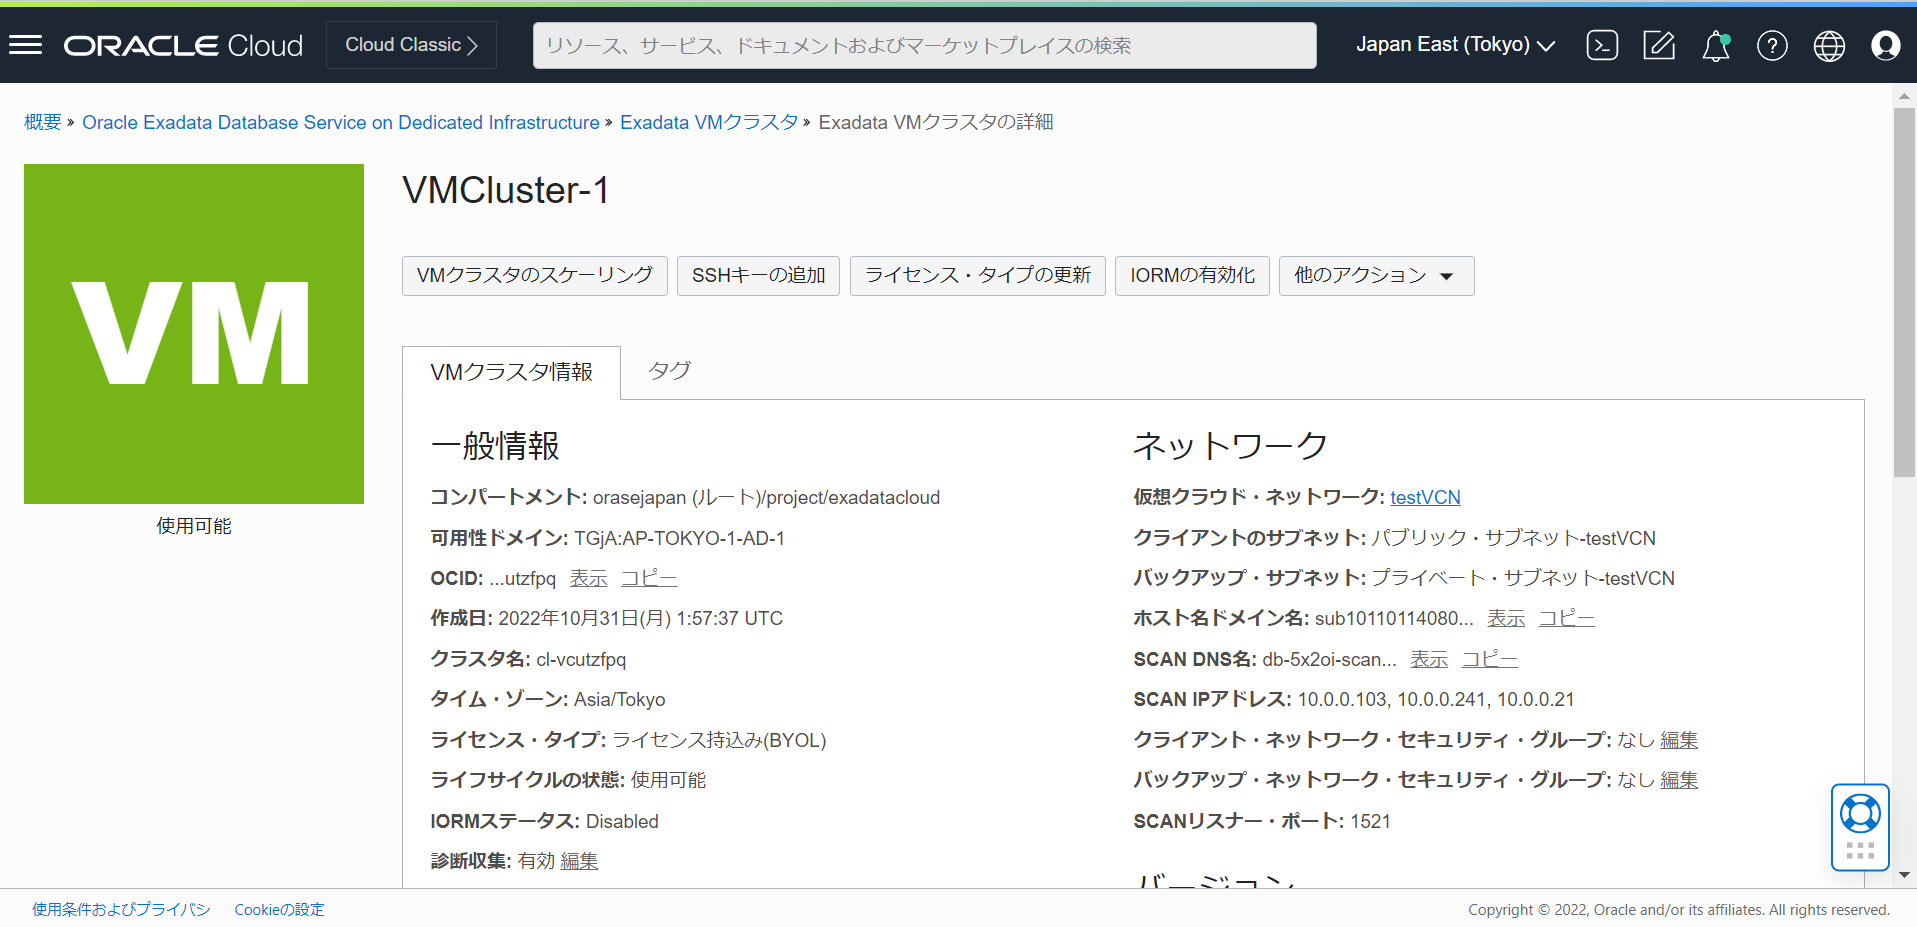 ORACLE Cloud
Cloud Classic
リソース、サービス、ドキュメントおよびマーケットプレイスの検索
Japan East (Tokyo)
概要 » Oracle Exadata Database Service on Dedicated Infrastructure » Exadata VMクラスタ » Exadata VMクラスタの詳細
VM
使用可能
VMCluster-1
VMクラスタのスケーリング
SSHキーの追加
ライセンス・タイプの更新
IORMの有効化
他のアクション
VMクラスタ情報
タグ
一般情報
コンパートメント: orasejapan (ルート)/project/exadatacloud
可用性ドメイン: TGjA:AP-TOKYO-1-AD-1
OCID: ...utzfpq 表示 コピー
作成日: 2022年10月31日(月) 1:57:37 UTC
クラスタ名: cl-vcutzfpq
タイム・ゾーン: Asia/Tokyo
ライセンス・タイプ: ライセンス持込み(BYOL)
ライフサイクルの状態: 使用可能
IORMステータス: Disabled
診断収集: 有効 編集
ネットワーク
仮想クラウド・ネットワーク: testVCN
クライアントのサブネット: パブリック・サブネット-testVCN
バックアップ・サブネット: プライベート・サブネット-testVCN
ホスト名ドメイン名: sub10110114080... 表示 コピー
SCAN DNS名: db-5x2oi-scan... 表示 コピー
SCAN IPアドレス: 10.0.0.103, 10.0.0.241, 10.0.0.21
クライアント・ネットワーク・セキュリティ・グループ: なし 編集
バックアップ・ネットワーク・セキュリティ・グループ: なし 編集
SCANリスナー・ポート: 1521
バージョン
使用条件およびプライバシ
Cookieの設定
Copyright © 2022, Oracle and/or its affiliates. All rights reserved.